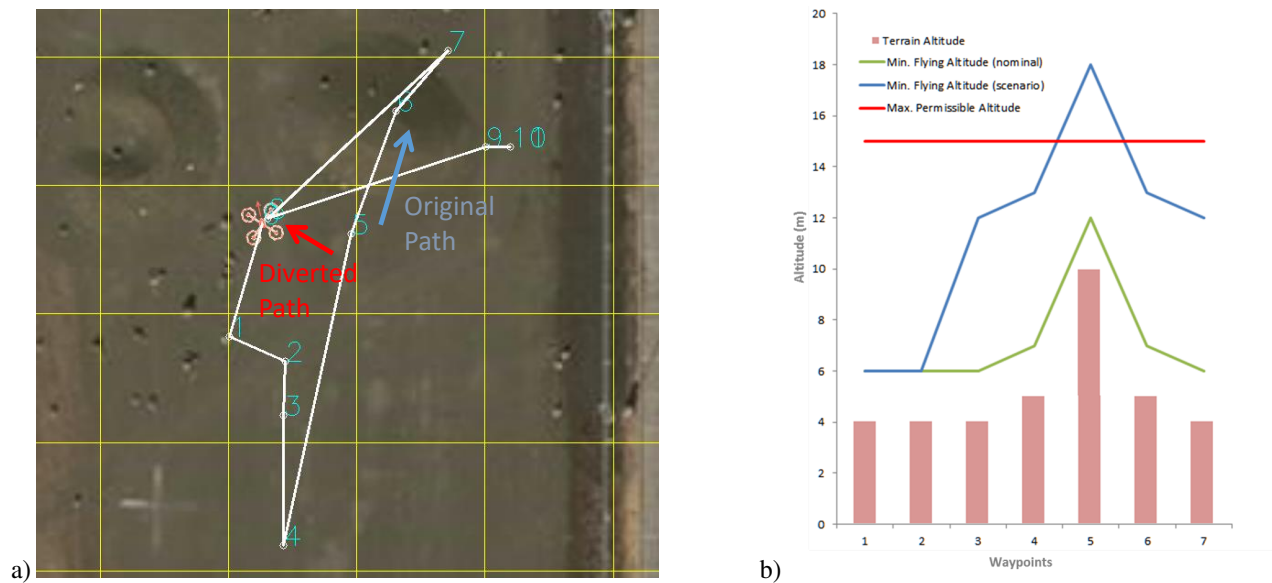 7
6
9 10
Original
Path
5
8
Diverted
Path
1
2
3
4
a)
20
18
16
14
12
10
8
6
4
2
0
Altitude (m)
Terrain Altitude
Min. Flying Altitude (nominal)
Min. Flying Altitude (scenario)
Max. Permissible Altitude
1 2 3 4 5 6 7
Waypoints
b)